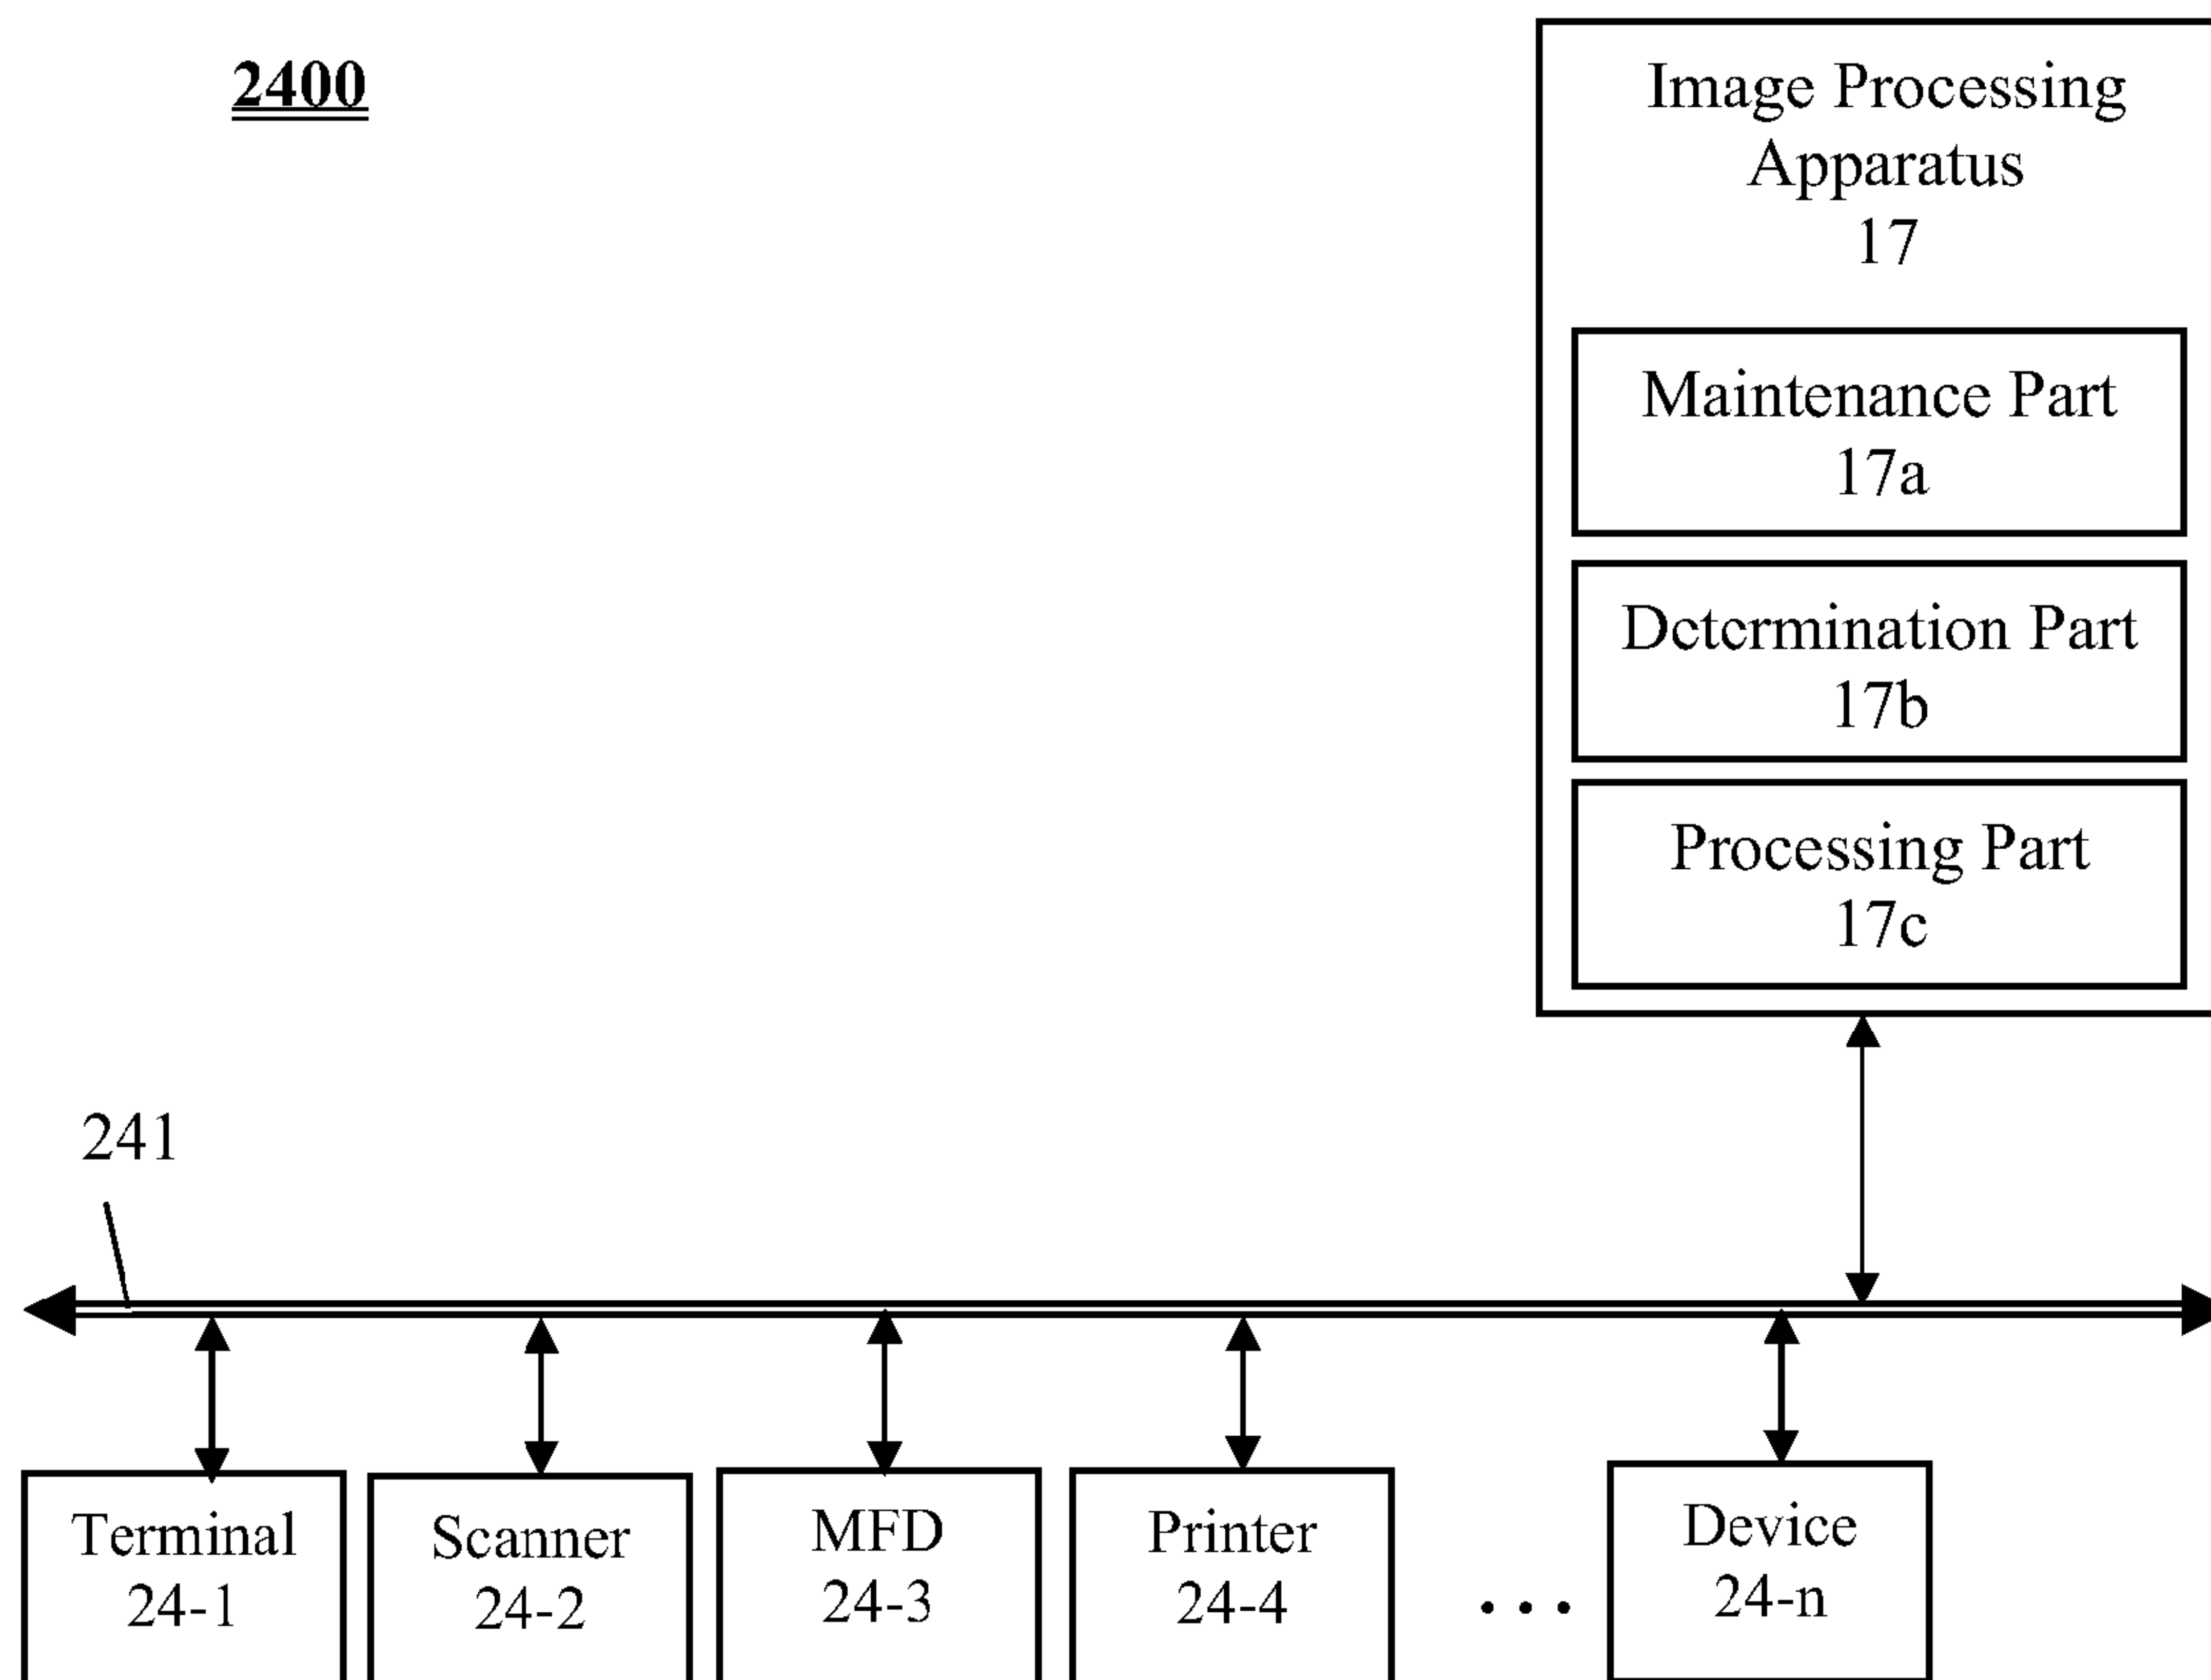 2400
Image Processing
Apparatus
17
Maintenance Part
17a
Determination Part
17b
Processing Part
17c
241
Terminal
24-1
Scanner
24-2
MFD
24-3
Printer
24-4
...
Device
24-n